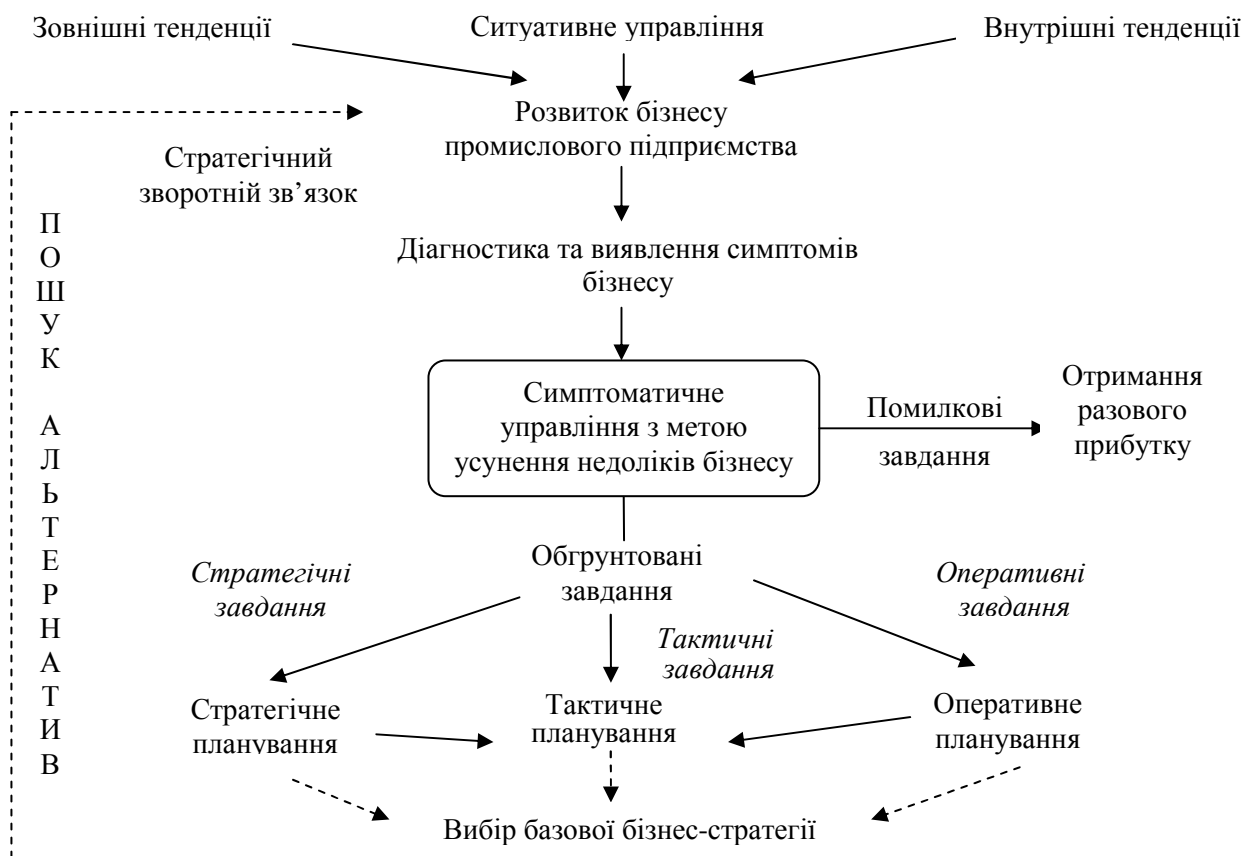 Зовнішні тенденції
Ситуативне управління
Внутрішні тенденції
Розвиток бізнесу
промислового підприємства
Стратегічний
зворотній зв’язок
ПОШУК АЛЬТЕРНАТИВ
Діагностика та виявлення симптомів
бізнесу
Симптоматичне
управління з метою
усунення недоліків бізнесу
Помилкові
завдання
Отримання
разового
прибутку
Обгрунтовані
завдання
Стратегічні
завдання
Тактичні
завдання
Оперативні
завдання
Стратегічне
планування
Тактичне
планування
Оперативне
планування
Вибір базової бізнес-стратегії